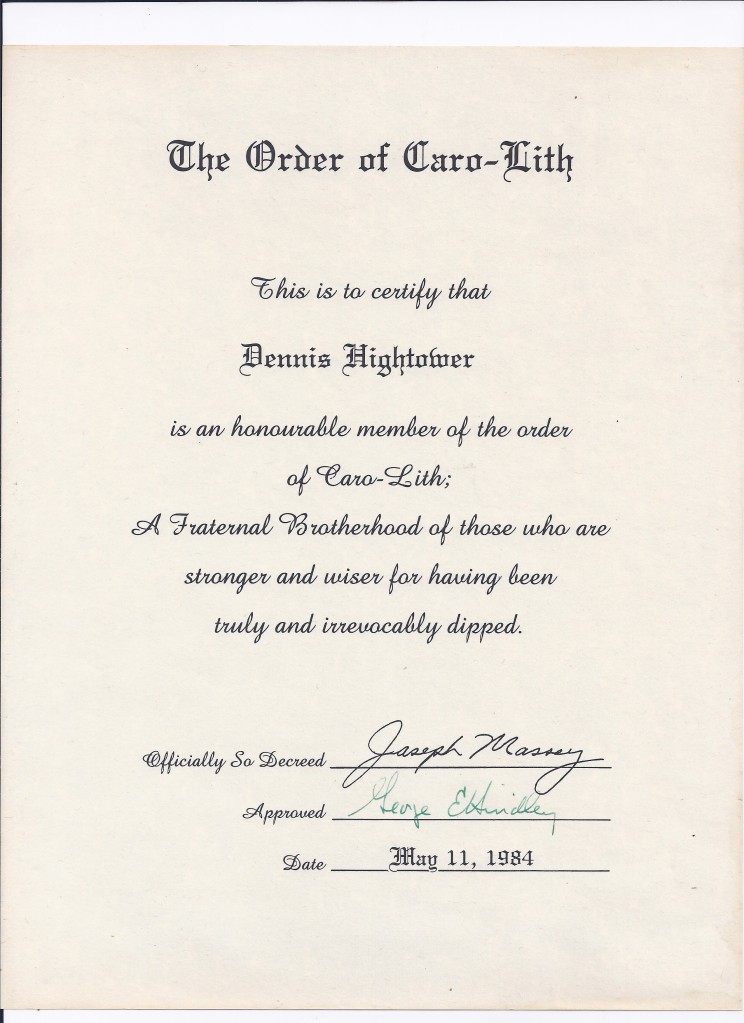 The Order of Caro-Lith
This is to certify that
Dennis Hightower
is an honourable member of the order
of Caro-Lith;
A Fraternal Brotherhood of those who are
stronger and wiser for having been
truly and irrevocably dipped.
Officially So Decreed Joseph Massey
Approved George E Hindley
Date May 11, 1984